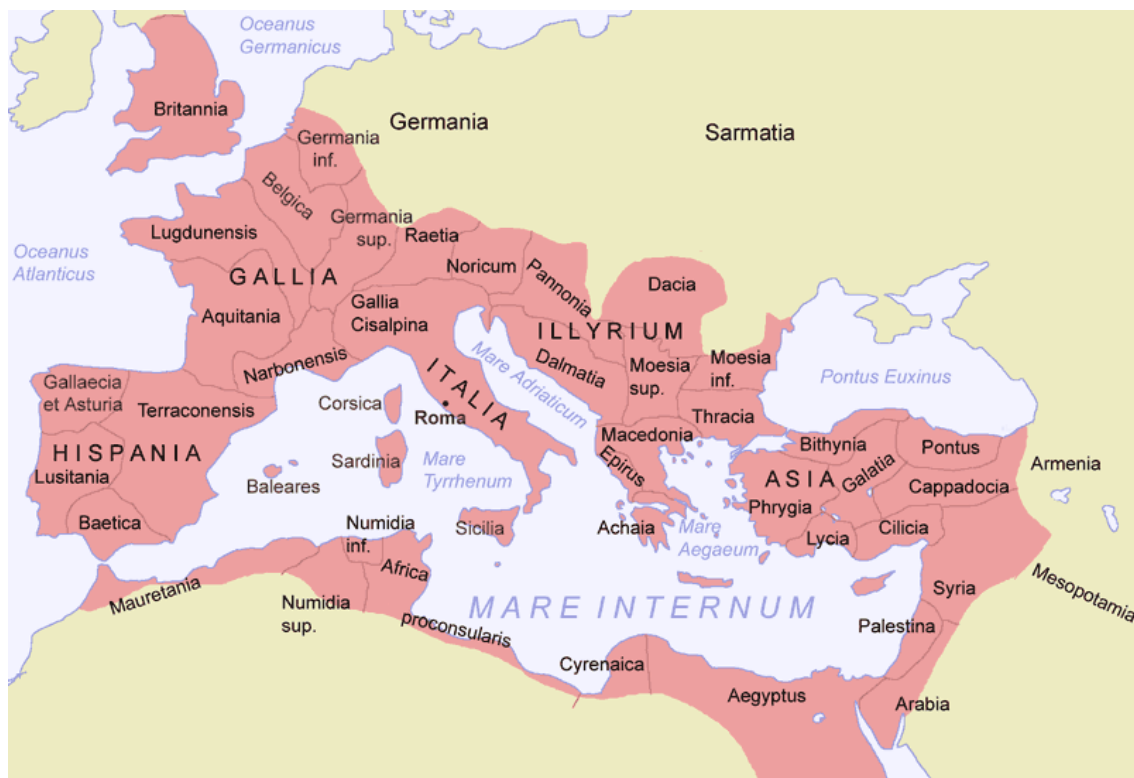 Oceanus
Germanicus
Britannia
Germania
Sarmatia
Germania
inf.
Belgica
Germania
sup.
Lugdunensis
Raetia
Oceanus
Atlanticus
GALLIA
Noricum
Pannonia
Dacia
Gallia
Cisalpina
Aquitania
ILLYRIUM
Narbonensis
Mare Adriaticum
Dalmatia
Moesia
sup.
Moesia
inf.
Pontus Euxinus
Gallaecia
et Asturia
Terraconensis
Corsica
ITALIA
Roma
Thracia
Macedonia
Bithynia
Pontus
HISPANIA
Lusitania
Sardinia
Mare
Tyrrhenum
Epirus
ASIA
Galatia
Armenia
Baleares
Phrygia
Cappadocia
Baetica
Numidia
inf.
Sicilia
Achaia
Mare
Aegaeum
Lycia
Cilicia
Africa
Mauretania
Numidia
sup.
proconsularis
MARE INTERNUM
Syria
Mesopotamia
Palestina
Cyrenaica
Aegyptus
Arabia